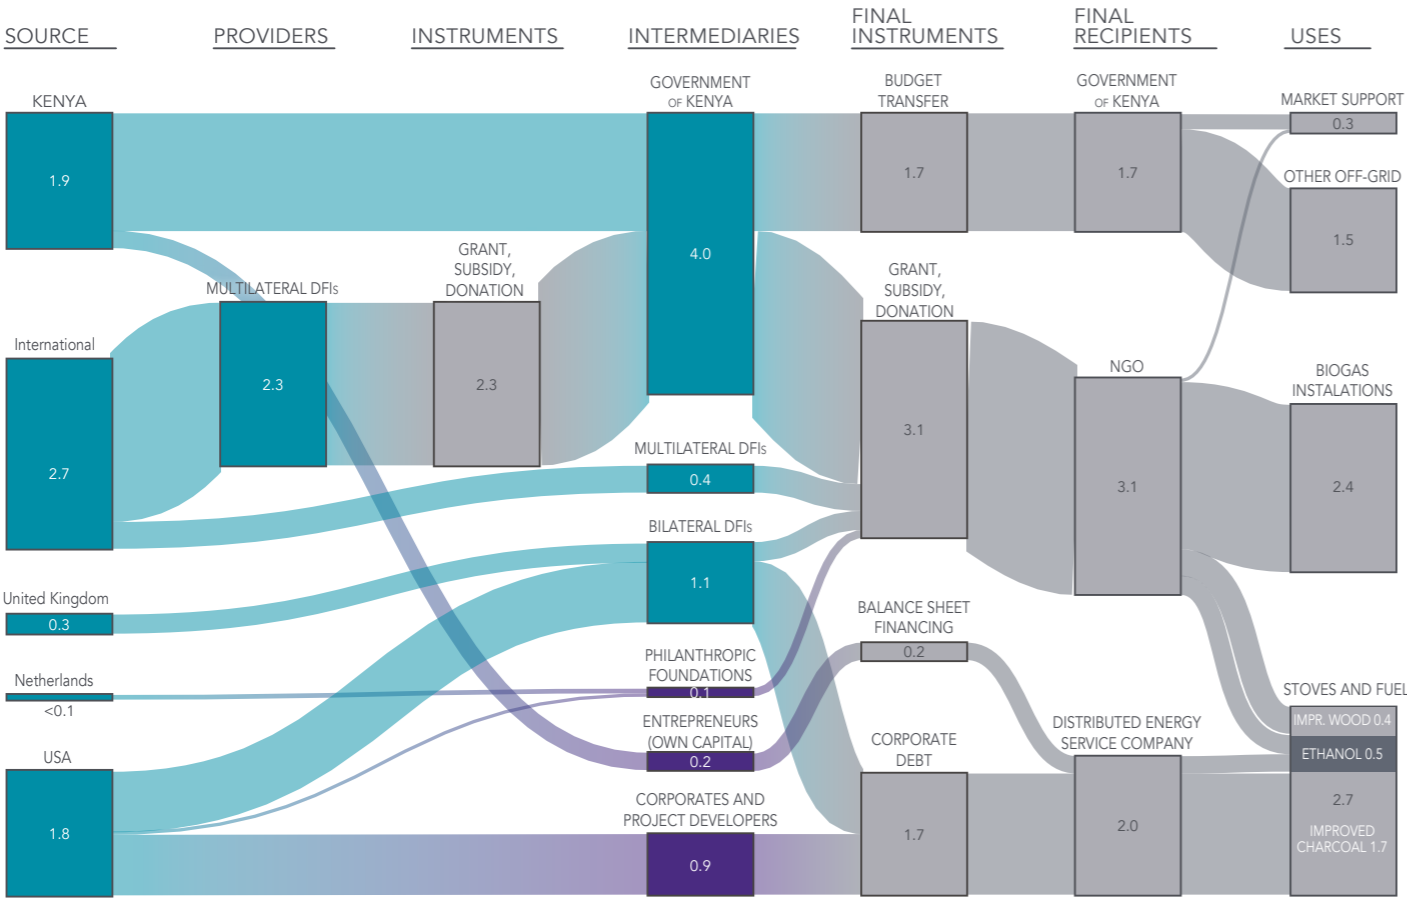 SOURCE
PROVIDERS
INSTRUMENTS
INTERMEDIARIES
FINAL
INSTRUMENTS
FINAL
RECIPIENTS
USES
KENYA
1.9
International
2.7
United Kingdom
0.3
Netherlands
<0.1
USA
1.8
MULTILATERAL DFIs
2.3
GRANT,
SUBSIDY,
DONATION
2.3
GOVERNMENT
OF KENYA
4.0
MULTILATERAL DFIs
0.4
BILATERAL DFIs
1.1
PHILANTHROPIC
FOUNDATIONS
0.1
ENTREPRENEURS
(OWN CAPITAL)
0.2
CORPORATES AND
PROJECT DEVELOPERS
0.9
BUDGET
TRANSFER
1.7
GRANT,
SUBSIDY,
DONATION
3.1
BALANCE SHEET
FINANCING
0.2
CORPORATE
DEBT
1.7
GOVERNMENT
OF KENYA
1.7
NGO
3.1
DISTRIBUTED ENERGY
SERVICE COMPANY
2.0
MARKET SUPPORT
0.3
OTHER OFF-GRID
1.5
BIOGAS
INSTALATIONS
2.4
STOVES AND FUEL
IMPR. WOOD 0.4
ETHANOL 0.5
2.7
IMPROVED
CHARCOAL 1.7